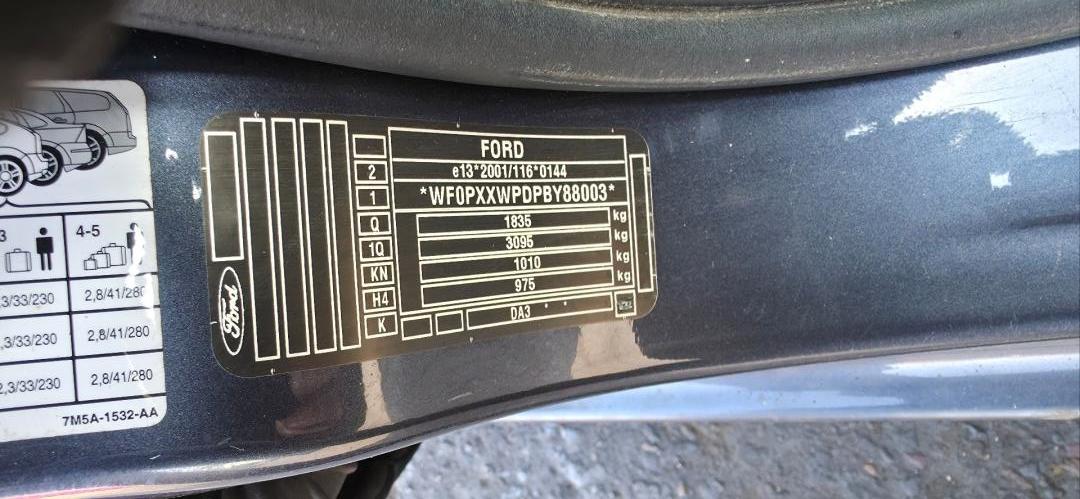 3
4-5
,3/33/230
2,8/41/280
,3/33/230
2,8/41/280
2,3/33/230
2,8/41/280
7M5A-1532-AA
Ford
FORD
2 e13*2001/116*0144
1 *WF0PXXWPDPBY88003*
Q 1835 kg
1Q 3095 kg
KN 1010 kg
H4 975 kg
K DA3